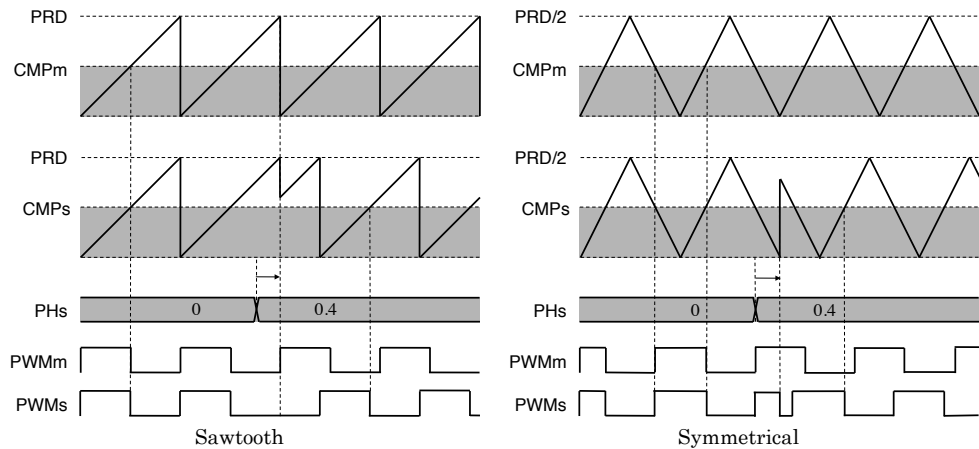 PRD
CMPm
PRD
CMPs
PHs
0
0.4
PWMm
PWMs
Sawtooth
PRD/2
CMPm
PRD/2
CMPs
PHs
0
0.4
PWMm
PWMs
Symmetrical